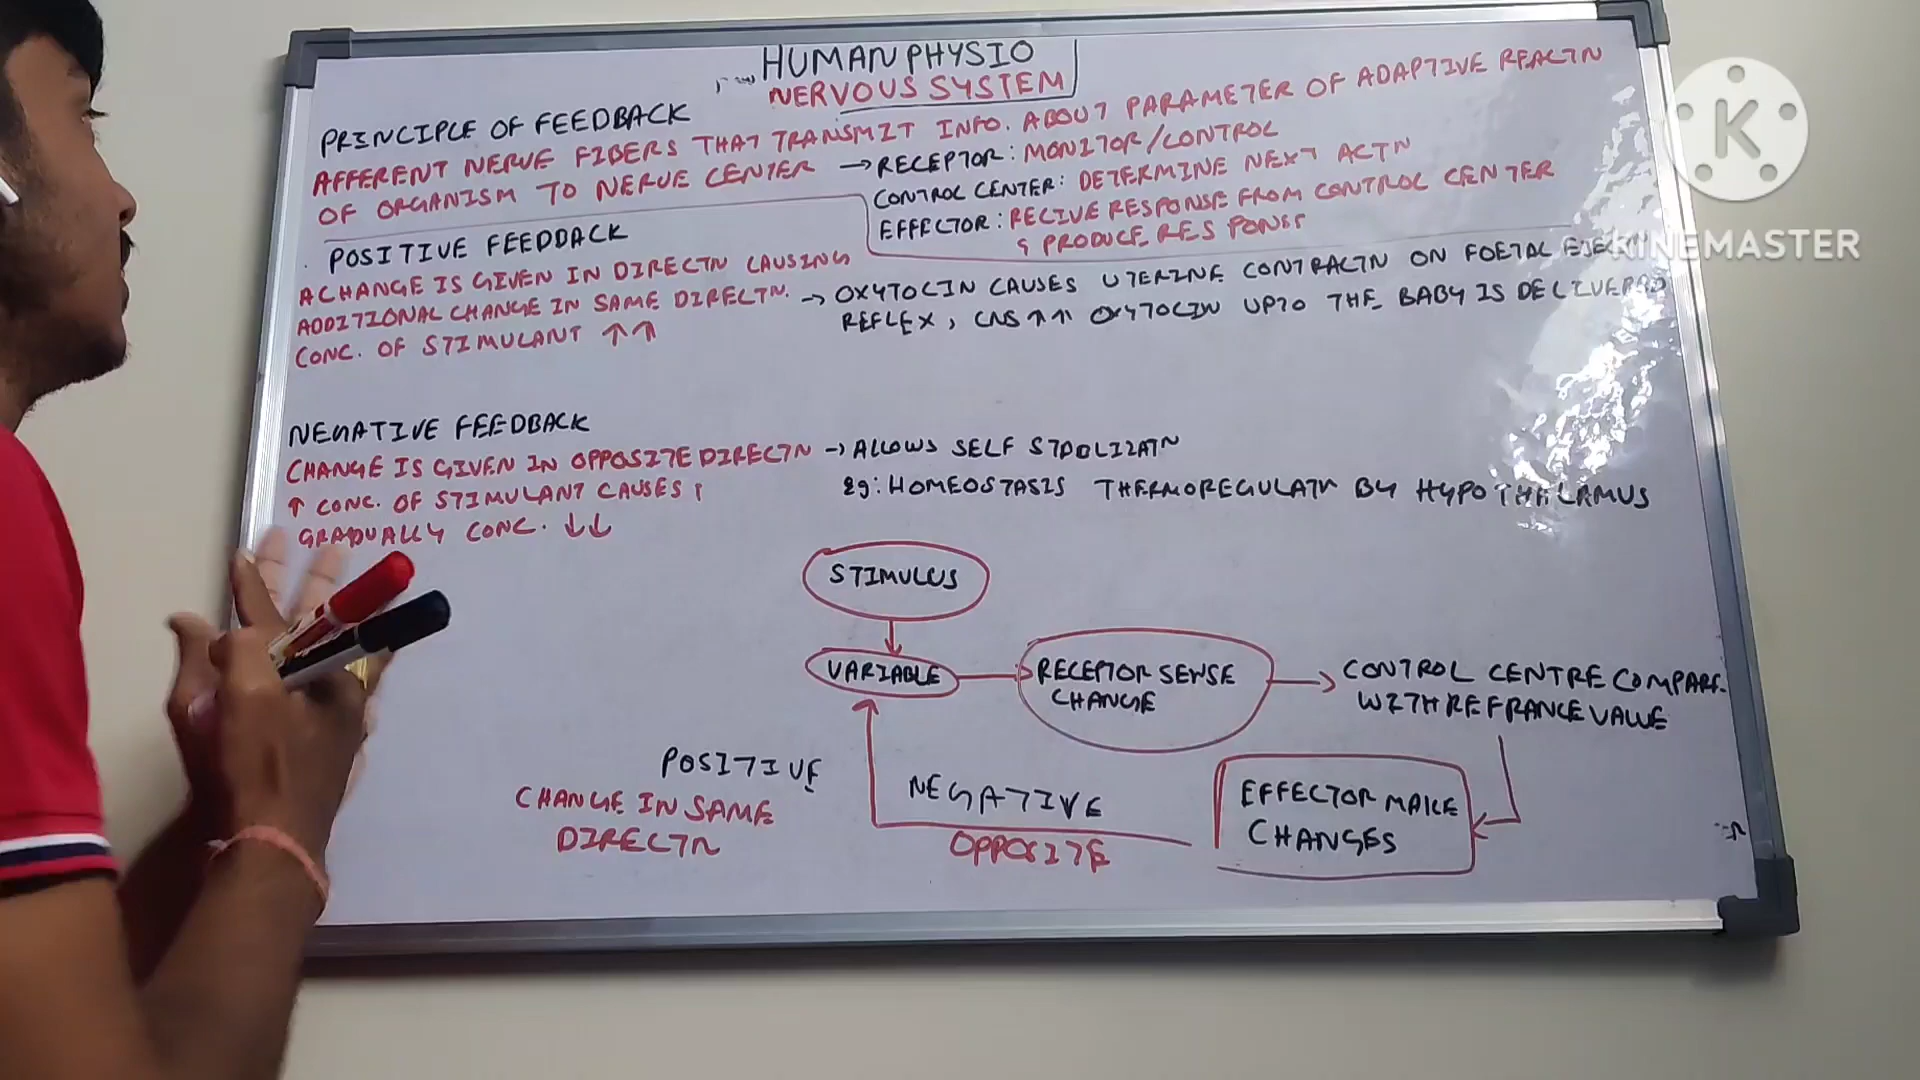 HUMAN PHYSIO
NERVOUS SYSTEM
PRINCIPLE OF FEEDBACK
AFFERENT NERVE FIBERS THAT TRANSMIT INFO. ABOUT PARAMETER OF ADAPTIVE REACTN
OF ORGANISM TO NERVE CENTER → RECEPTOR: MONITOR/CONTROL
CONTROL CENTER: DETERMINE NEXT ACTN
EFFECTOR: RECIVE RESPONSE FROM CONTROL CENTER
& PRODUCE RESPONSE
POSITIVE FEEDBACK
A CHANGE IS GIVEN IN DIRECTN CAUSING
ADDITIONAL CHANGE IN SAME DIRECTN. → OXYTOCIN CAUSES UTERINE CONTRACTN ON FOETAL EJECTN
CONC. OF STIMULANT ↑↑
REFLEX, CNS ↑↑ OXYTOCIN UPTO THE BABY IS DELIVERED
NEGATIVE FEEDBACK
CHANGE IS GIVEN IN OPPOSITE DIRECTN → ALLOWS SELF STBOLIZATN
↑ CONC. OF STIMULANT CAUSES
eg: HOMEOSTASIS THERMOREGULATN BY HYPOTHALAMUS
GRADUALLY CONC. ↓↓
STIMULUS
VARIABLE
RECEPTOR SENSE
CHANGE
CONTROL CENTRE COMPARE
WITH REFRANCE VALUE
POSITIVE
CHANGE IN SAME
DIRECTN
NEGATIVE
OPPOSITE
EFFECTOR MAKE
CHANGES
K
KINEMASTER